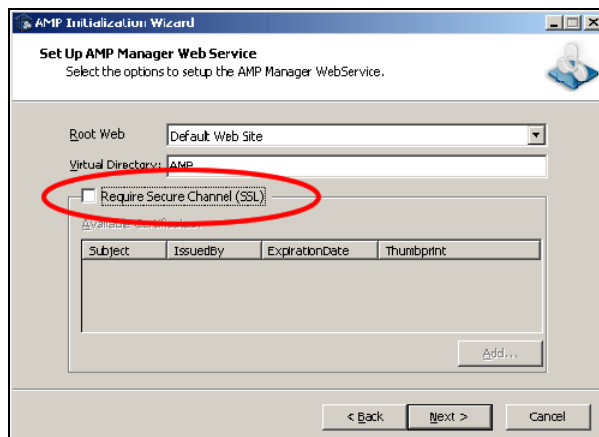 AMP Initialization Wizard
Set Up AMP Manager Web Service
Select the options to setup the AMP Manager WebService.
Root Web
Default Web Site
Virtual Directory: AMP
Require Secure Channel (SSL)
Available Certificates:
Subject IssuedBy ExpirationDate Thumbprint
Add...
< Back Next > Cancel